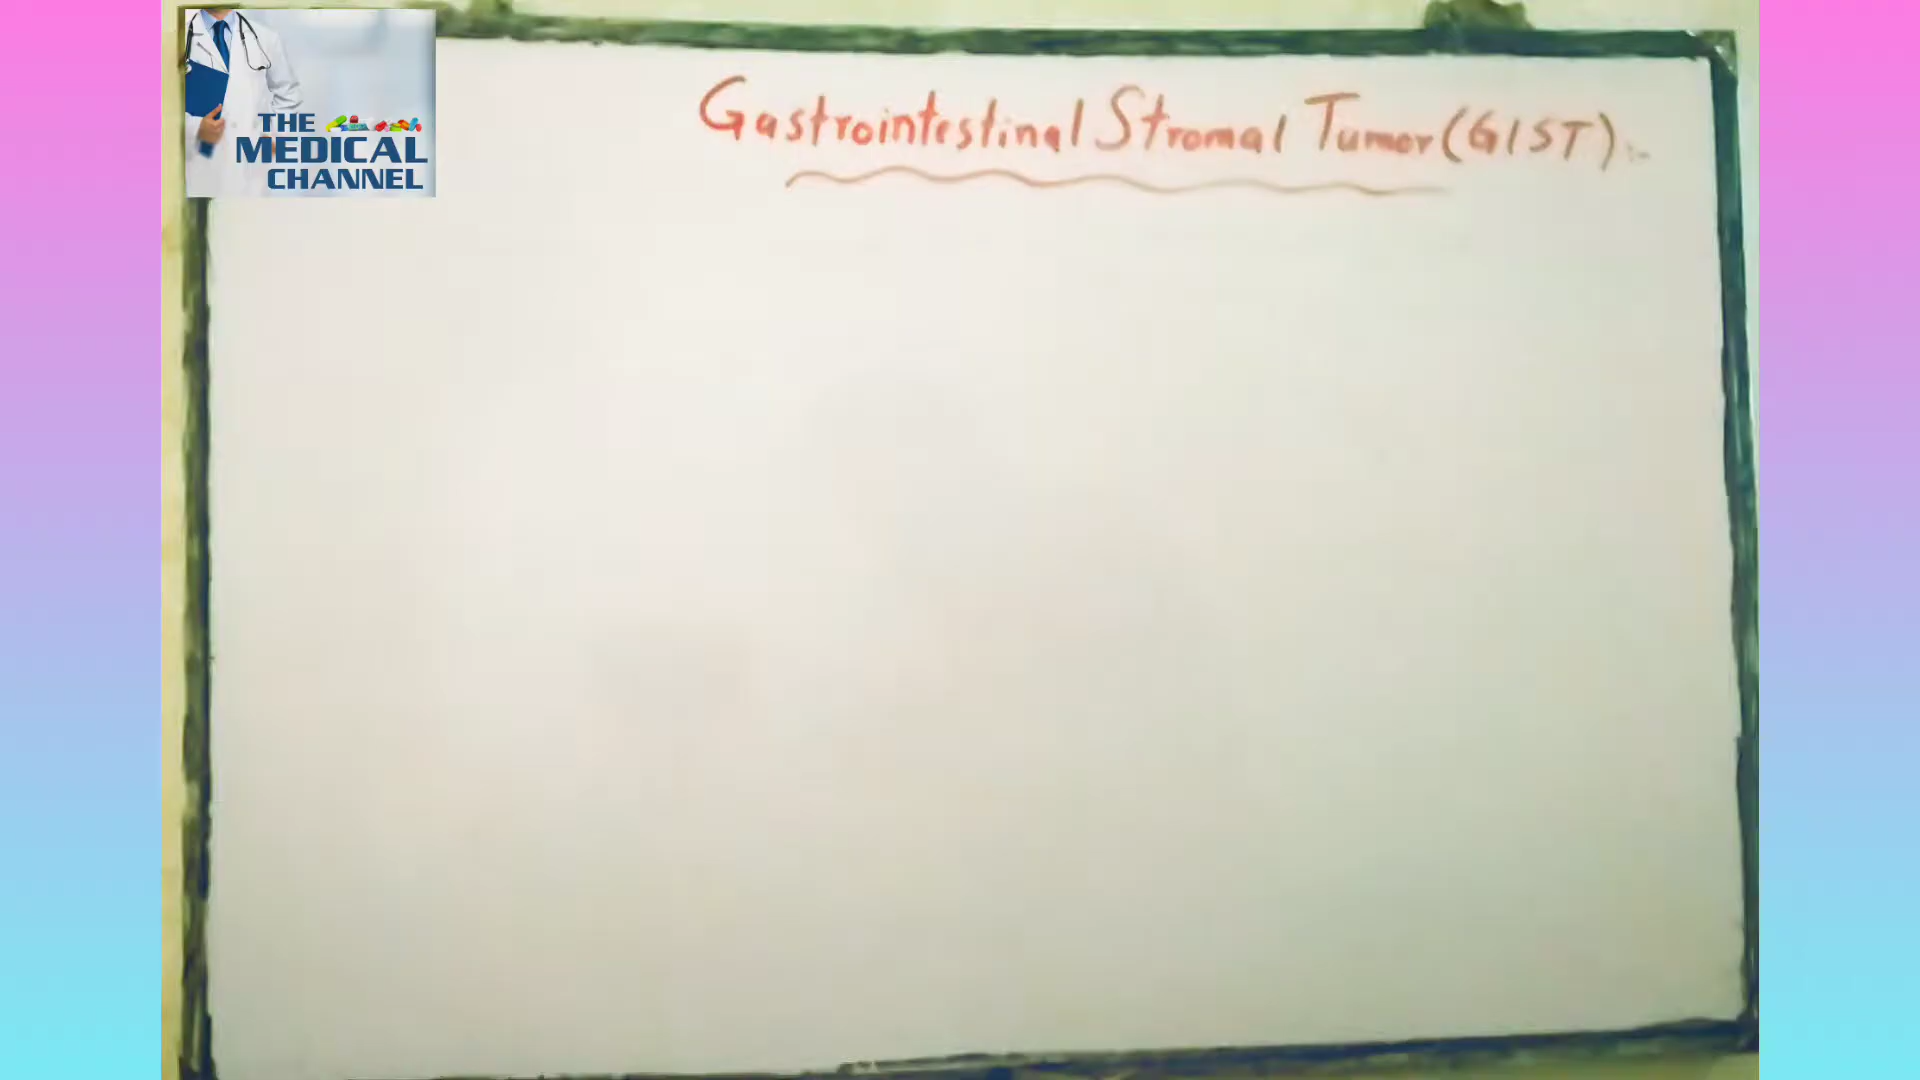 THE
MEDICAL
CHANNEL
Gastrointestinal Stromal Tumor (GIST) :-